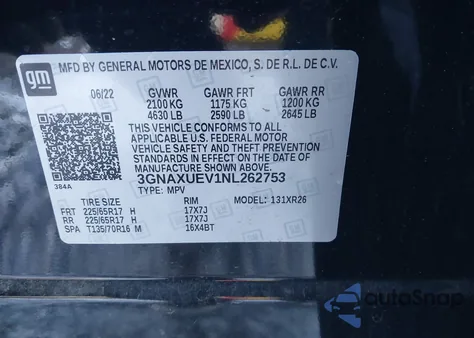 gm
MFD BY GENERAL MOTORS DE MEXICO, S. DE R.L. DE C.V.
06/22 GVWR GAWR FRT GAWR RR
2100 KG 1175 KG 1200 KG
4630 LB 2590 LB 2645 LB
THIS VEHICLE CONFORMS TO ALL
APPLICABLE U.S. FEDERAL MOTOR
VEHICLE SAFETY AND THEFT PREVENTION
STANDARDS IN EFFECT ON THE DATE OF
MANUFACTURE SHOWN ABOVE.
3GNAXUEV1NL262753
384A TYPE: MPV MODEL: 131XR26
TIRE SIZE RIM
FRT 225/65R17 H 17X7J
RR 225/65R17 H 17X7J
SPA T135/70R16 M 16X4BT
autoSnap